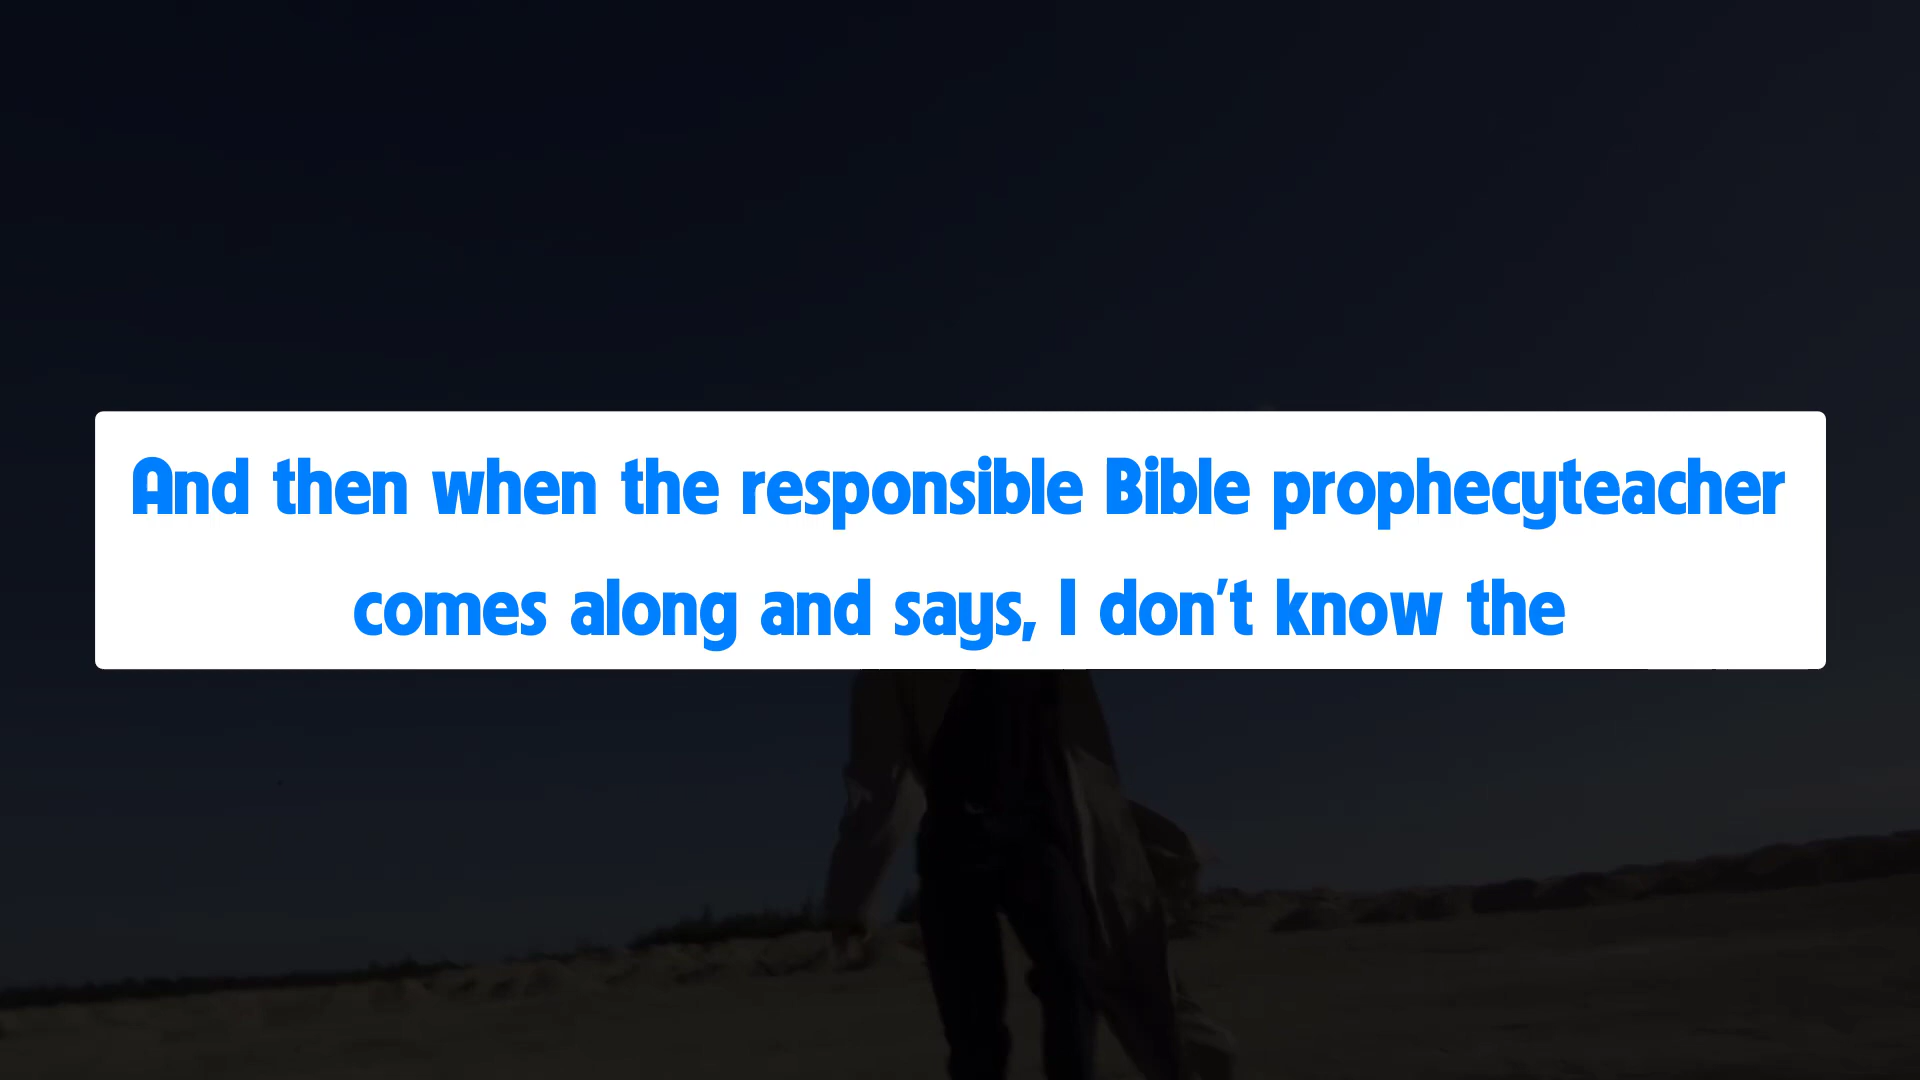 And then when the responsible Bible prophecyteacher
comes along and says, I don't know the